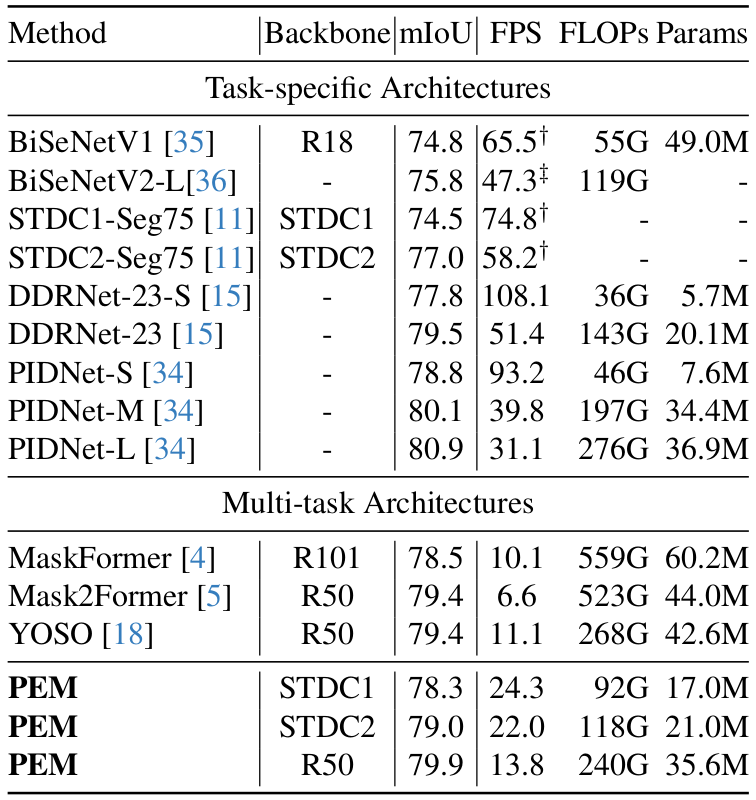 Method Backbone mIoU FPS FLOPs Params
Task-specific Architectures
BiSeNetV1 [35] R18 74.8 65.5† 55G 49.0M
BiSeNetV2-L[36] - 75.8 47.3‡ 119G -
STDC1-Seg75 [11] STDC1 74.5 74.8† - -
STDC2-Seg75 [11] STDC2 77.0 58.2† - -
DDRNet-23-S [15] - 77.8 108.1 36G 5.7M
DDRNet-23 [15] - 79.5 51.4 143G 20.1M
PIDNet-S [34] - 78.8 93.2 46G 7.6M
PIDNet-M [34] - 80.1 39.8 197G 34.4M
PIDNet-L [34] - 80.9 31.1 276G 36.9M
Multi-task Architectures
MaskFormer [4] R101 78.5 10.1 559G 60.2M
Mask2Former [5] R50 79.4 6.6 523G 44.0M
YOSO [18] R50 79.4 11.1 268G 42.6M
PEM STDC1 78.3 24.3 92G 17.0M
PEM STDC2 79.0 22.0 118G 21.0M
PEM R50 79.9 13.8 240G 35.6M